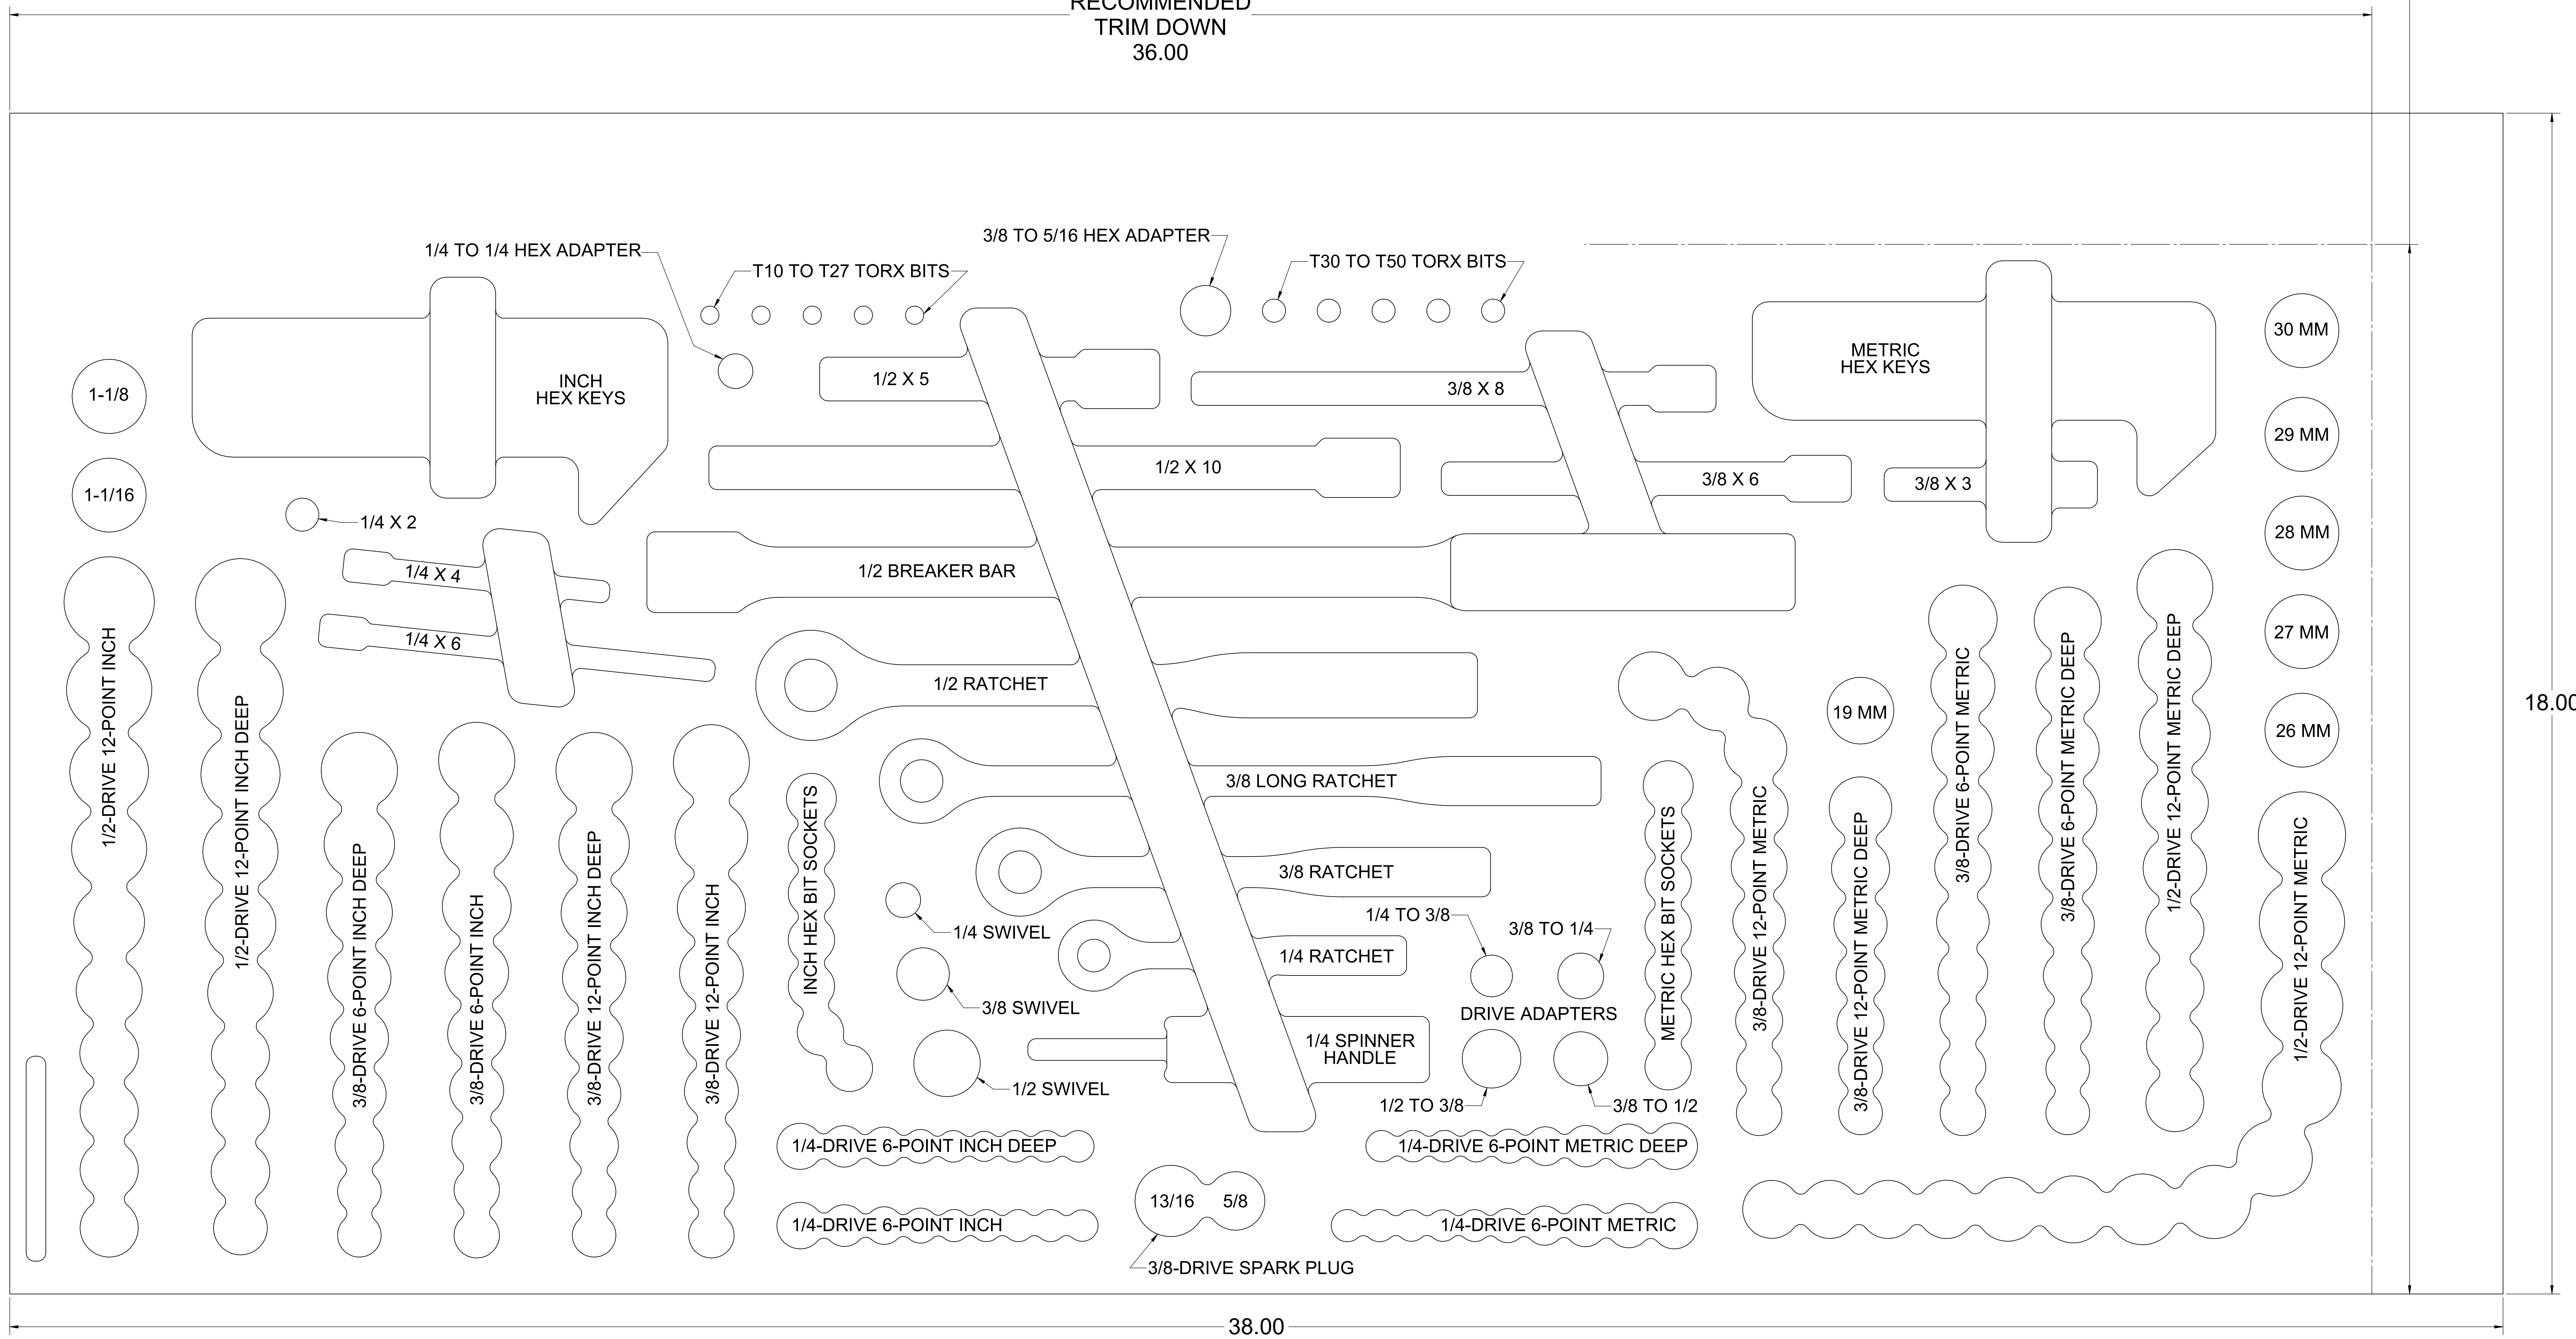 RECOMMENDED
TRIM DOWN
36.00
3/8 TO 5/16 HEX ADAPTER
1/4 TO 1/4 HEX ADAPTER
T10 TO T27 TORX BITS
T30 TO T50 TORX BITS
30 MM
METRIC
HEX KEYS
INCH
HEX KEYS
1/2 X 5
3/8 X 8
1-1/8
29 MM
1/2 X 10
3/8 X 6
3/8 X 3
1-1/16
1/4 X 2
28 MM
1/4 X 4
1/2 BREAKER BAR
1/4 X 6
27 MM
1/2 RATCHET
19 MM
26 MM
18.00
3/8 LONG RATCHET
3/8 RATCHET
1/4 TO 3/8
3/8 TO 1/4
1/4 SWIVEL
1/4 RATCHET
3/8 SWIVEL
DRIVE ADAPTERS
1/4 SPINNER
HANDLE
1/2 SWIVEL
1/2 TO 3/8
3/8 TO 1/2
1/2-DRIVE 12-POINT INCH
1/2-DRIVE 12-POINT INCH DEEP
3/8-DRIVE 6-POINT INCH DEEP
3/8-DRIVE 6-POINT INCH
3/8-DRIVE 12-POINT INCH DEEP
3/8-DRIVE 12-POINT INCH
INCH HEX BIT SOCKETS
METRIC HEX BIT SOCKETS
3/8-DRIVE 12-POINT METRIC
3/8-DRIVE 12-POINT METRIC DEEP
3/8-DRIVE 6-POINT METRIC
3/8-DRIVE 6-POINT METRIC DEEP
1/2-DRIVE 12-POINT METRIC DEEP
1/2-DRIVE 12-POINT METRIC
1/4-DRIVE 6-POINT INCH DEEP
1/4-DRIVE 6-POINT METRIC DEEP
13/16
5/8
1/4-DRIVE 6-POINT INCH
1/4-DRIVE 6-POINT METRIC
3/8-DRIVE SPARK PLUG
38.00